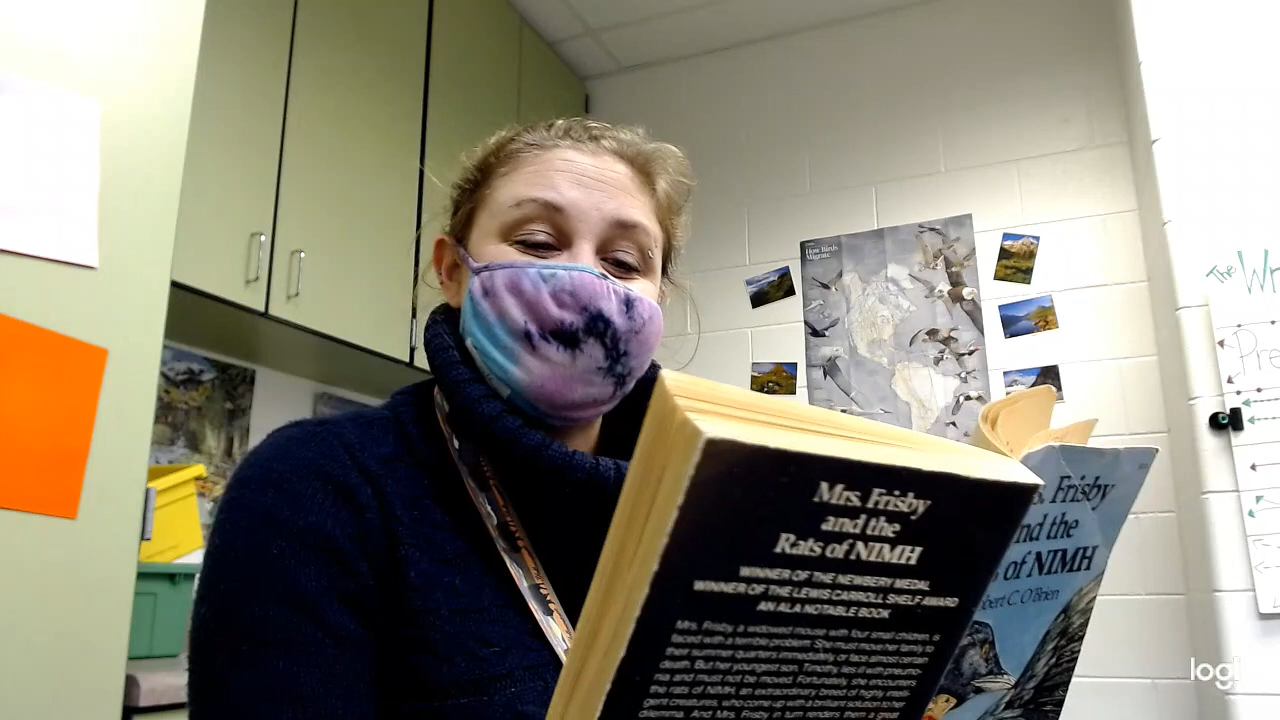 How Birds
Migrate
The Wr
Pre
Mrs. Frisby
and the
Rats of NIMH
WINNER OF THE NEWBERY MEDAL
WINNER OF THE LEWIS CARROLL SHELF AWARD
AN ALA NOTABLE BOOK
Mrs. Frisby, a widowed mouse with four small children, is
faced with a terrible problem. She must move her family to
their summer quarters immediately or face almost certain
death. But her youngest son, Timothy, lies ill with pneumo-
nia and must not be moved. Fortunately, she encounters
the rats of NIMH, an extraordinary breed of highly intelli-
gent creatures, who come up with a brilliant solution to her
dilemma. And Mrs. Frisby in turn renders them a great
s. Frisby
nd the
of NIMH
bert C. O'Brien
logi